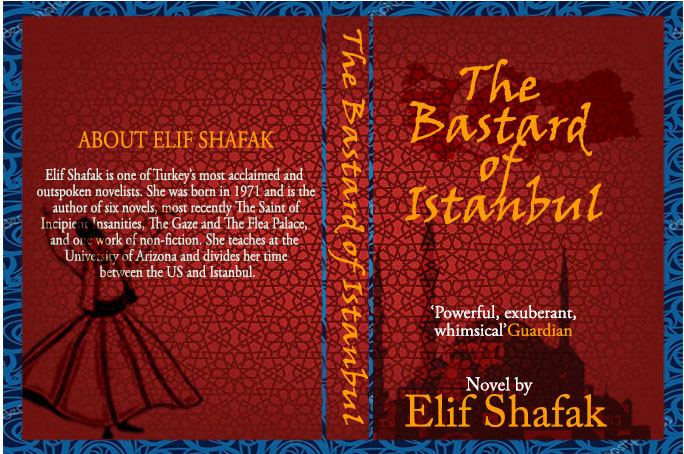 ABOUT ELIF SHAFAK
Elif Shafak is one of Turkey's most acclaimed and
outspoken novelists. She was born in 1971 and is the
author of six novels, most recently The Saint of
Incipient Insanities, The Gaze and The Flea Palace,
and one work of non-fiction. She teaches at the
University of Arizona and divides her time
between the US and Istanbul.
The Bastard of Istanbul
The
Bastard
of
Istanbul
'Powerful, exuberant,
whimsical' Guardian
Novel by
Elif Shafak